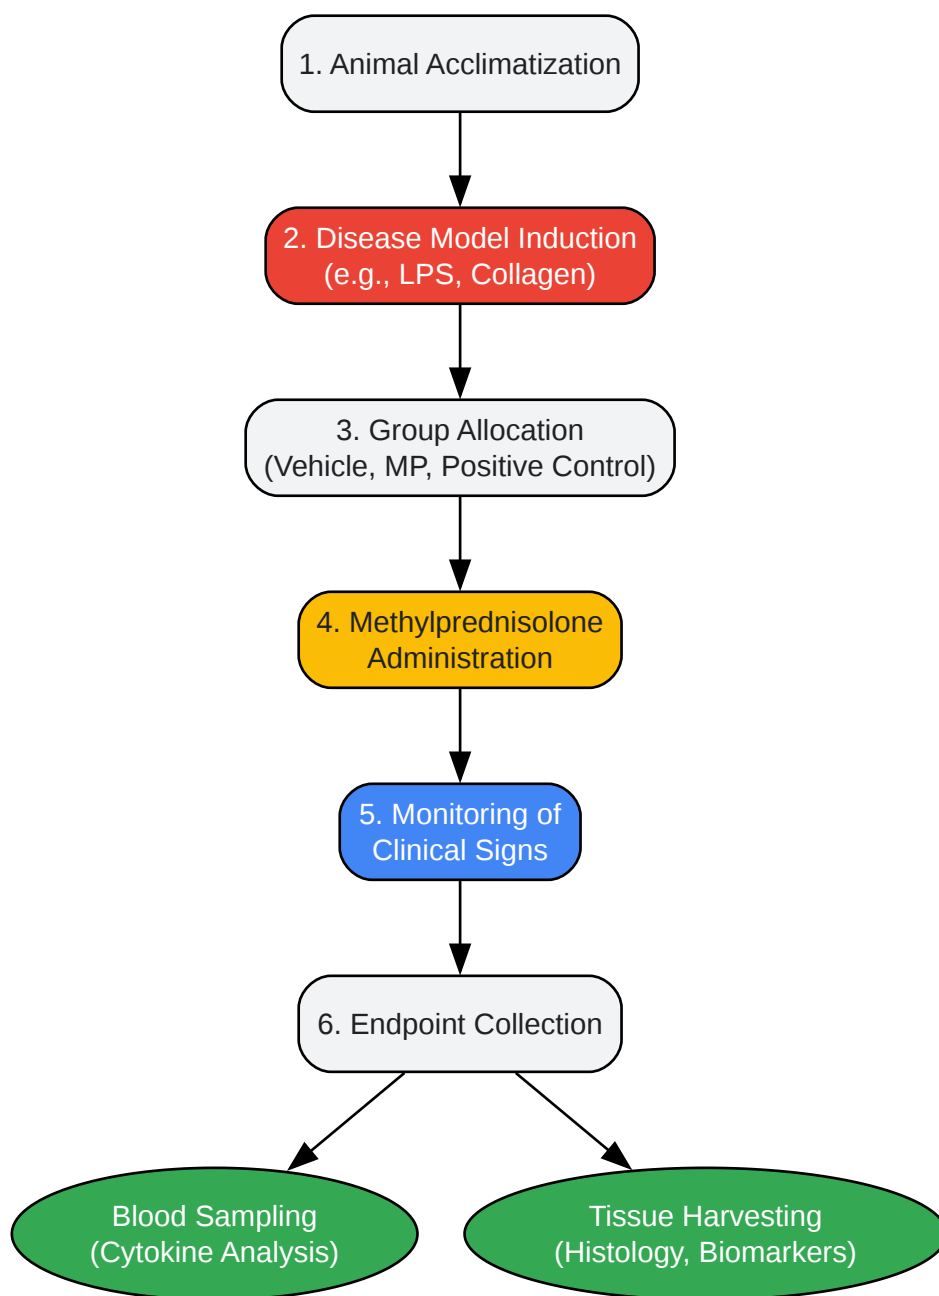 1. Animal Acclimatization
2. Disease Model Induction
(e.g., LPS, Collagen)
3. Group Allocation
(Vehicle, MP, Positive Control)
4. Methylprednisolone
Administration
5. Monitoring of
Clinical Signs
6. Endpoint Collection
Blood Sampling
(Cytokine Analysis)
Tissue Harvesting
(Histology, Biomarkers)